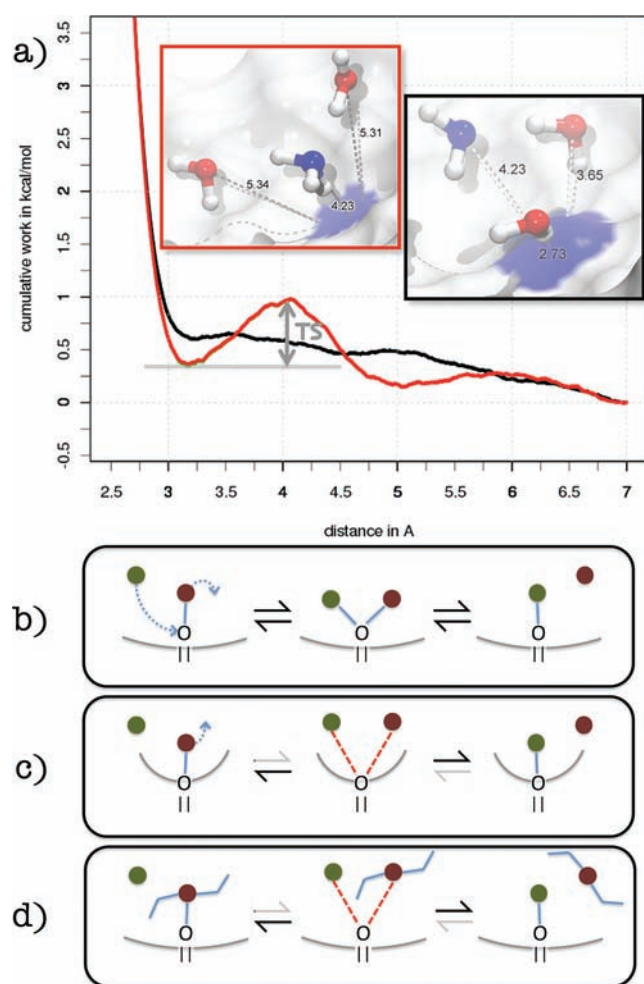 a)
cumulative work in kcal/mol
3.5
3
2.5
2
1.5
1
0.5
0
-0.5
5.31
5.34
4.23
4.23
3.65
2.73
TS
2.5 3 3.5 4 4.5 5 5.5 6 6.5 7
distance in A
b)
O O O
c)
O O O
d)
O O O